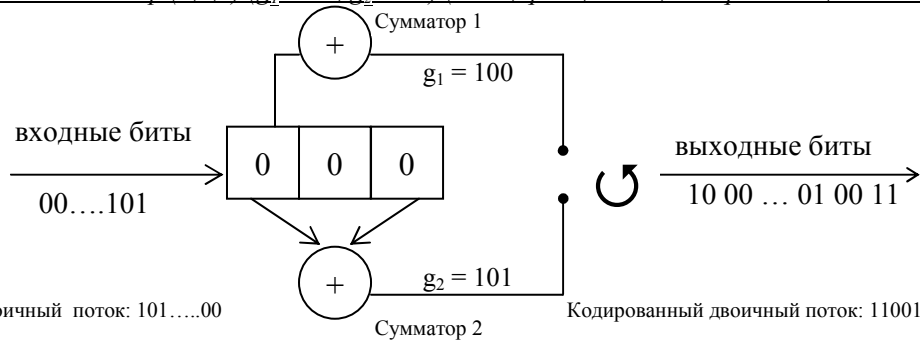 Сумматор 1
+
g₁ = 100
входные биты
0 0 0
выходные биты
00….101
10 00 … 01 00 11
+
g₂ = 101
поток: 101…..00
Кодированный двоичный поток: 11001
Сумматор 2